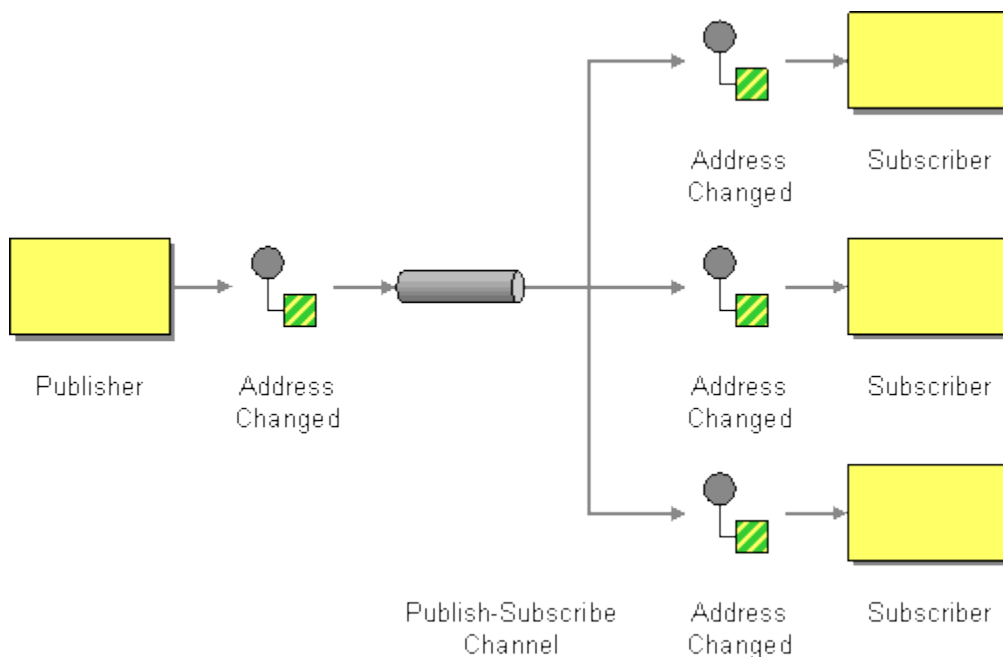 Address
Changed
Subscriber
Publisher
Address
Changed
Address
Changed
Subscriber
Publish-Subscribe
Channel
Address
Changed
Subscriber